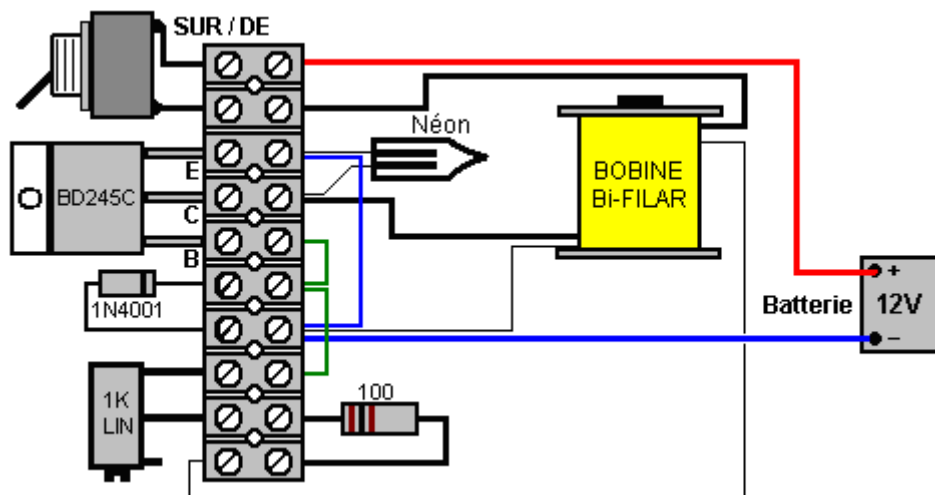 SUR / DE
Néon
E
BD245C
C
B
BOBINE
Bi-FILAR
1N4001
Batterie
+
12V
−
1K
LIN
100